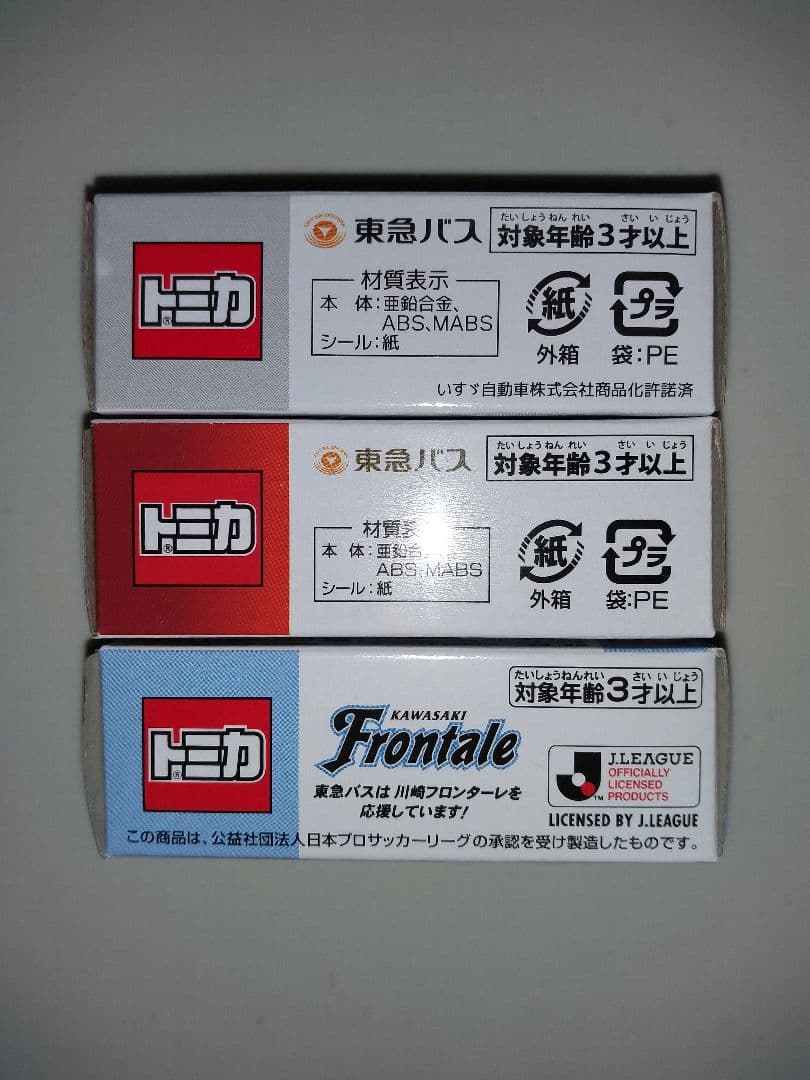 トミカ
®
東急バス
たいしょうねんれい さいいじょう
対象年齢3才以上
材質表示
本 体:亜鉛合金、
ABS、MABS
シール:紙
紙
外箱
プラ
袋:PE
いすゞ自動車株式会社商品化許諾済
トミカ
®
東急バス
たいしょうねんれい さいいじょう
対象年齢3才以上
材質表
本 体:亜鉛合
ABS、MABS
シール:紙
紙
外箱
プラ
袋:PE
トミカ
®
たいしょうねんれい さいいじょう
対象年齢3才以上
KAWASAKI
Frontale
東急バスは 川崎フロンターレを
応援しています!
J.LEAGUE
OFFICIALLY
LICENSED
PRODUCTS
TM
LICENSED BY J.LEAGUE
この商品は、公益社団法人日本プロサッカーリーグの承認を受け製造したものです。